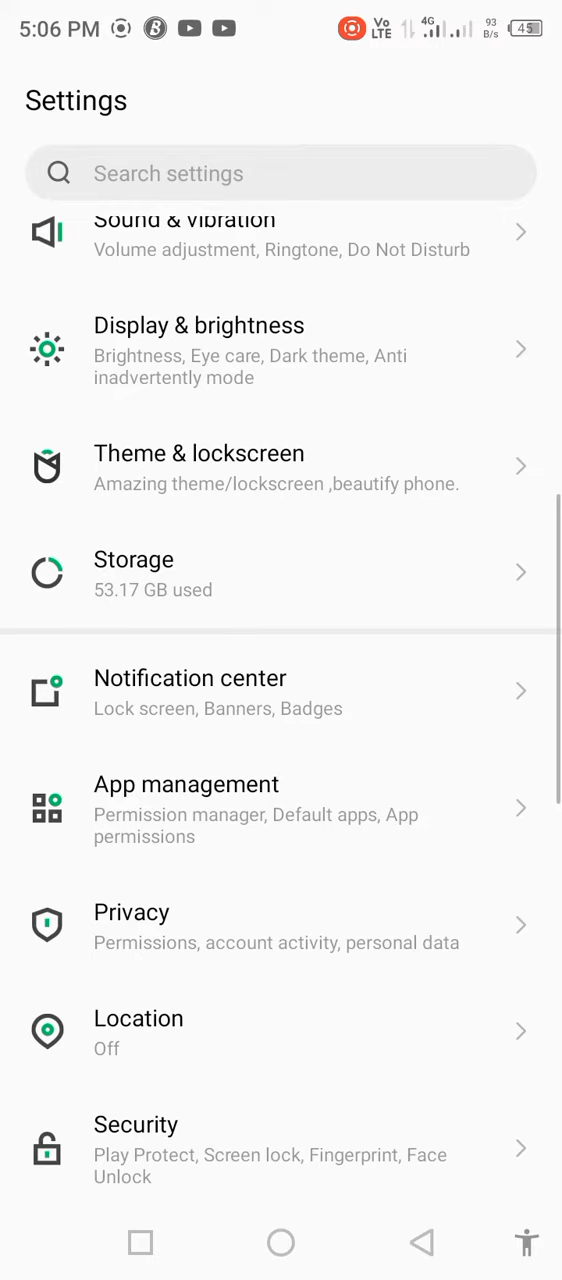 5:06 PM B Vo LTE 4G 93 B/s 45
Settings
Search settings
Sound & vibration
Volume adjustment, Ringtone, Do Not Disturb
Display & brightness
Brightness, Eye care, Dark theme, Anti
inadvertently mode
Theme & lockscreen
Amazing theme/lockscreen ,beautify phone.
Storage
53.17 GB used
Notification center
Lock screen, Banners, Badges
App management
Permission manager, Default apps, App
permissions
Privacy
Permissions, account activity, personal data
Location
Off
Security
Play Protect, Screen lock, Fingerprint, Face
Unlock